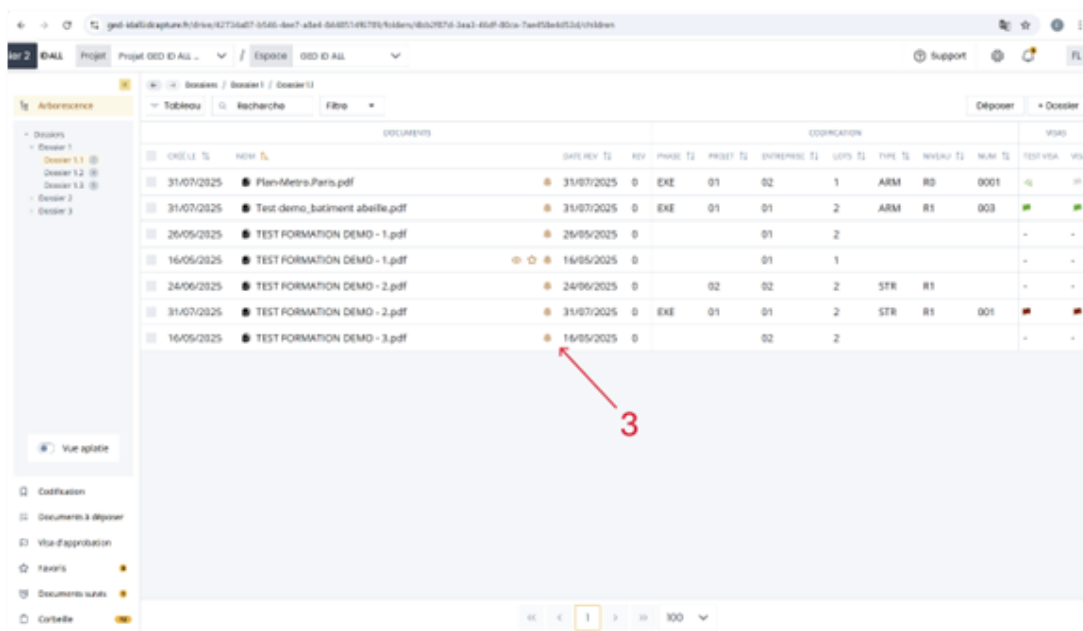 ier 2 IDALL Projet Projet GED ID ALL ... / Espace GED ID ALL Support FL
Dossiers / Dossier 1 / Dossier 1.1
Arborescence Tableau Recherche Filtre Déposer + Dossier
Dossiers
Dossier 1
Dossier 1.1
Dossier 1.2
Dossier 1.3
Dossier 2
Dossier 3
DOCUMENTS CODIFICATION VISAS
CRÉÉ LE NOM DATE REV REV PHASE PROJET ENTREPRISE LOTS TYPE NIVEAU NUM TEST VISA VIS
31/07/2025 Plan-Metro.Paris.pdf 31/07/2025 0 EXE 01 02 1 ARM R0 0001
31/07/2025 Test demo_batiment abeille.pdf 31/07/2025 0 EXE 01 01 2 ARM R1 003
26/05/2025 TEST FORMATION DEMO - 1.pdf 26/05/2025 0 01 2 - -
16/05/2025 TEST FORMATION DEMO - 1.pdf 16/05/2025 0 01 1 - -
24/06/2025 TEST FORMATION DEMO - 2.pdf 24/06/2025 0 02 02 2 STR R1 - -
31/07/2025 TEST FORMATION DEMO - 2.pdf 31/07/2025 0 EXE 01 01 2 STR R1 001
16/05/2025 TEST FORMATION DEMO - 3.pdf 16/05/2025 0 02 2 - -
3
Vue aplatie
Codification
Documents à déposer
Visa d'approbation
Favoris
Documents suivis
Corbeille
<< < 1 > >> 100